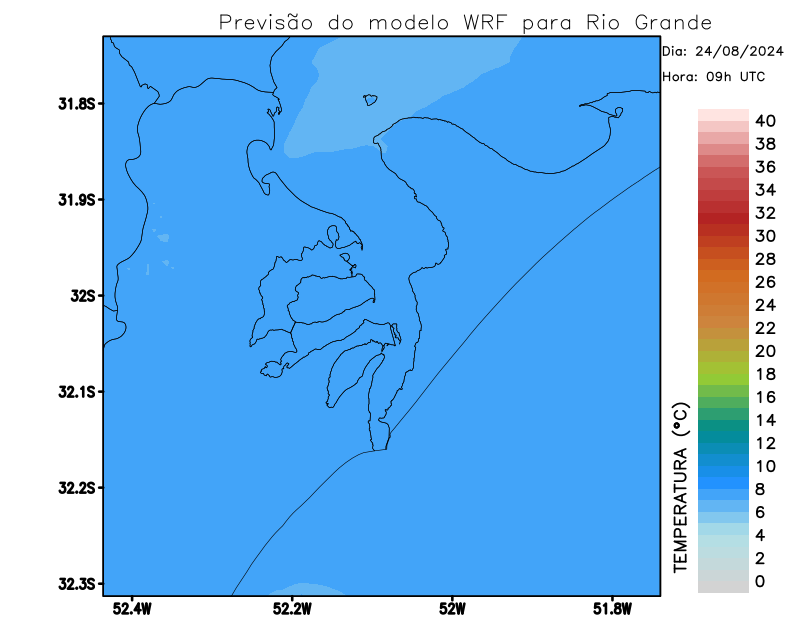 Previsão do modelo WRF para Rio Grande
Dia: 24/08/2024
Hora: 09h UTC
31.8S
31.9S
32S
32.1S
32.2S
32.3S
52.4W
52.2W
52W
51.8W
TEMPERATURA (°C)
40
38
36
34
32
30
28
26
24
22
20
18
16
14
12
10
8
6
4
2
0